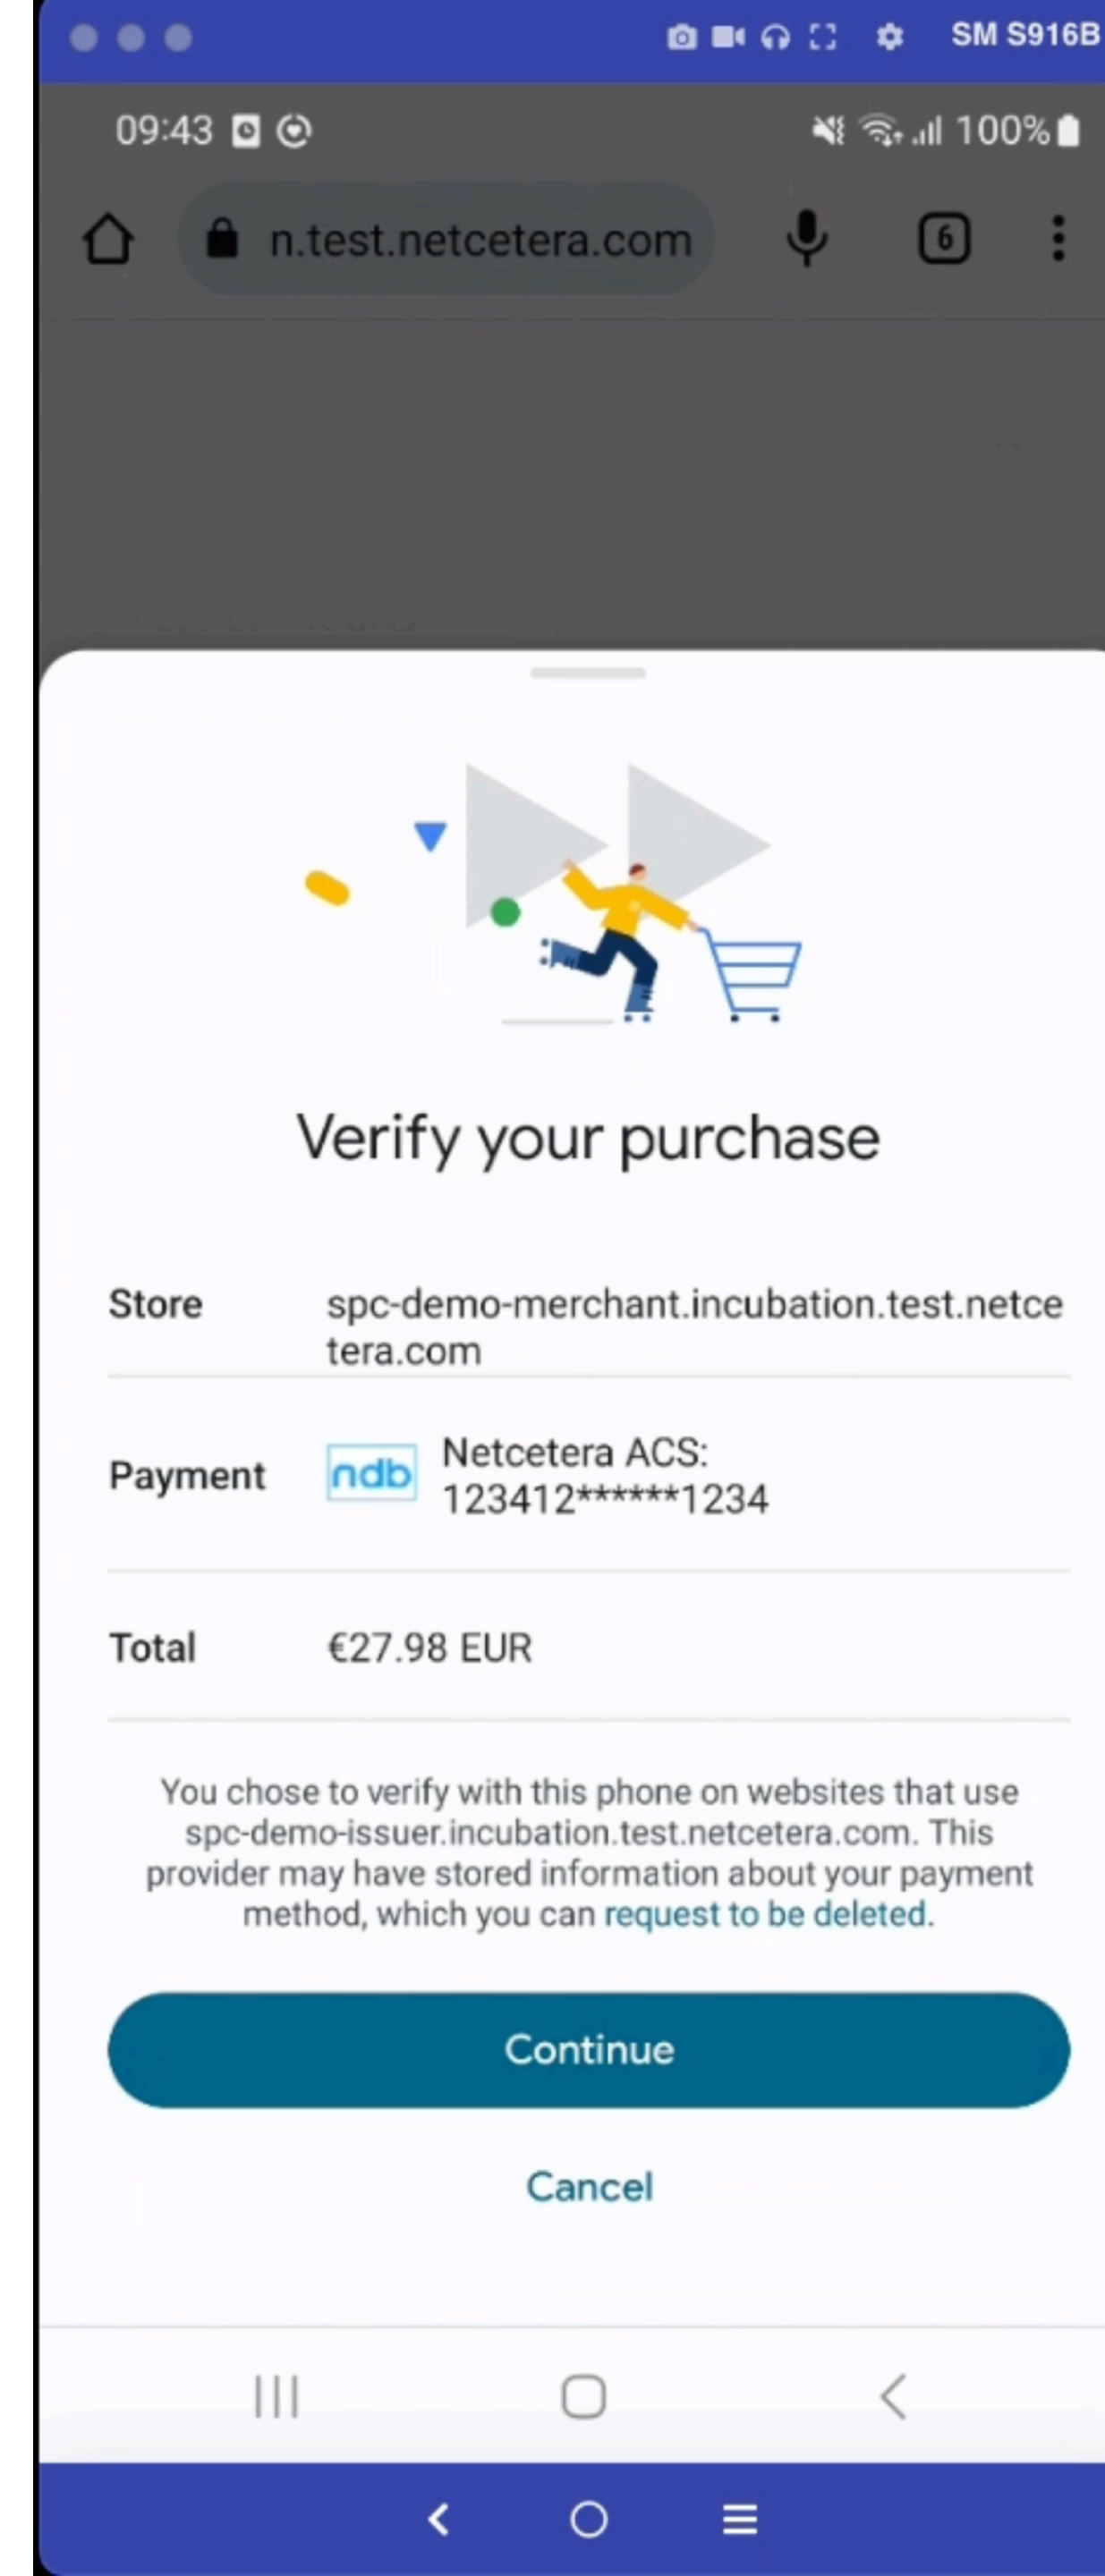 SM S916B
09:43
100%
n.test.netcetera.com
6
Verify your purchase
Store
spc-demo-merchant.incubation.test.netce
tera.com
Payment
ndb
Netcetera ACS:
123412******1234
Total
€27.98 EUR
You chose to verify with this phone on websites that use
spc-demo-issuer.incubation.test.netcetera.com. This
provider may have stored information about your payment
method, which you can request to be deleted.
Continue
Cancel